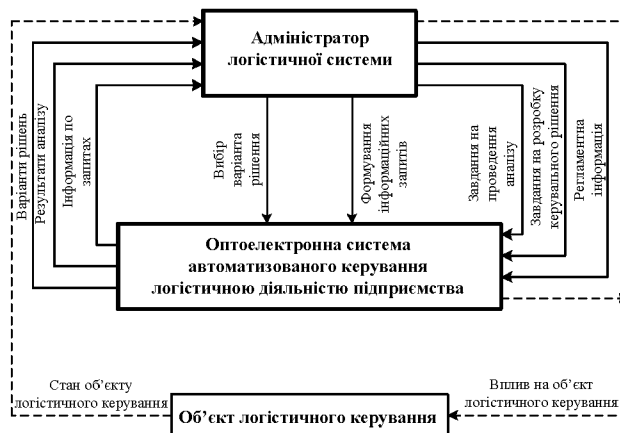 Адміністратор
логістичної системи
Варіанти рішень
Результати аналізу
Інформація по
запитах
Вибір
варіанта
рішення
Формування
інформаційних
запитів
Завдання на
проведення
аналізу
Завдання на розробку
керувального рішення
Регламентна
інформація
Оптоелектронна система
автоматизованого керування
логістичною діяльністю підприємства
Стан об’єкту
логістичного керування
Вплив на об’єкт
логістичного керування
Об’єкт логістичного керування